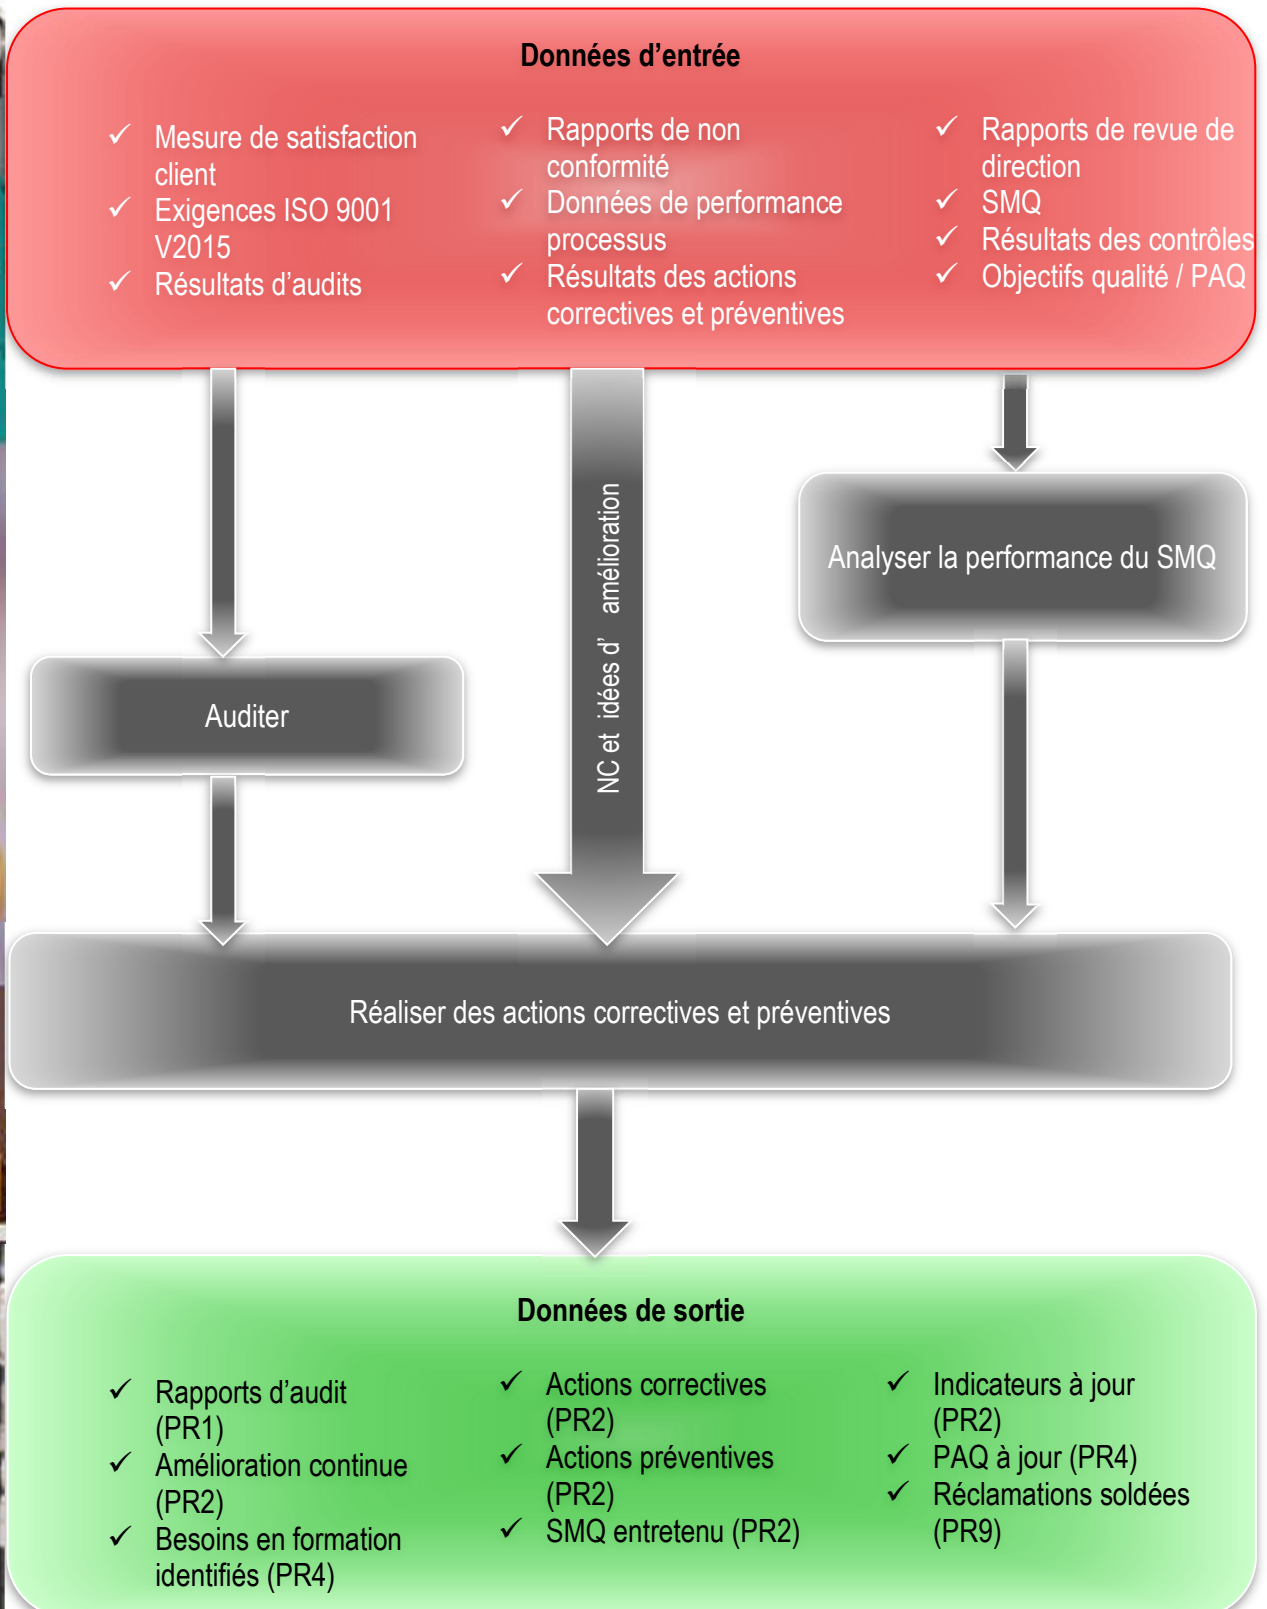 Données d’entrée
✓ Mesure de satisfaction
client
✓ Exigences ISO 9001
V2015
✓ Résultats d’audits
✓ Rapports de non
conformité
✓ Données de performance
processus
✓ Résultats des actions
correctives et préventives
✓ Rapports de revue de
direction
✓ SMQ
✓ Résultats des contrôles
✓ Objectifs qualité / PAQ
NC et idées d’ amélioration
Analyser la performance du SMQ
Auditer
Réaliser des actions correctives et préventives
Données de sortie
✓ Rapports d’audit
(PR1)
✓ Amélioration continue
(PR2)
✓ Besoins en formation
identifiés (PR4)
✓ Actions correctives
(PR2)
✓ Actions préventives
(PR2)
✓ SMQ entretenu (PR2)
✓ Indicateurs à jour
(PR2)
✓ PAQ à jour (PR4)
✓ Réclamations soldées
(PR9)